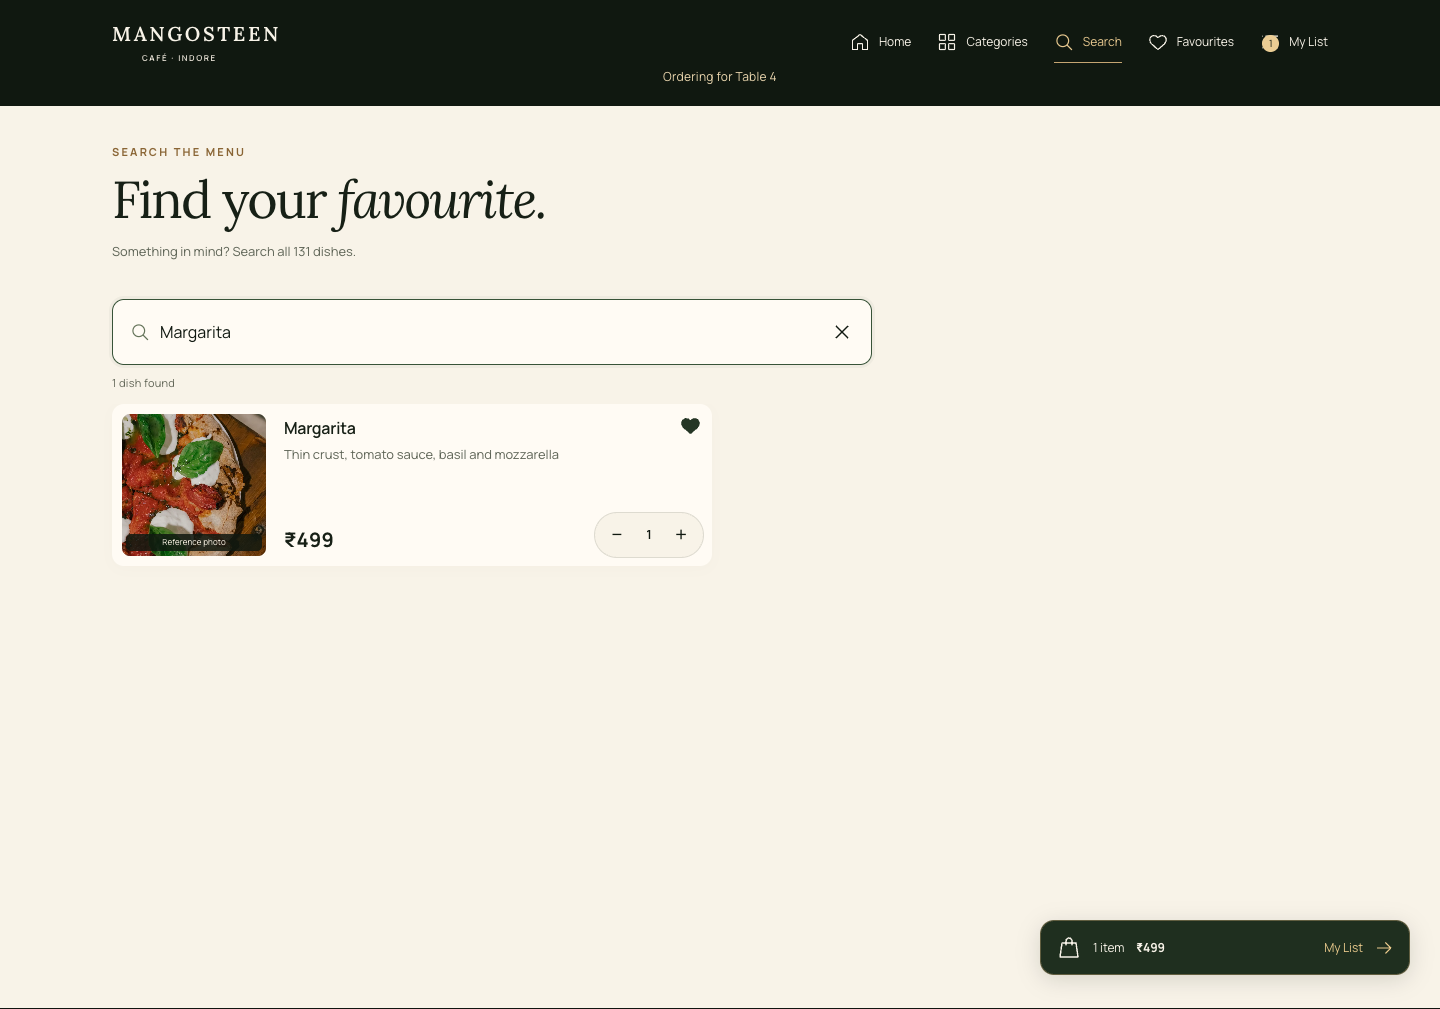 MANGOSTEEN
CAFÉ · INDORE
Home
Categories
Search
Favourites
1
My List
Ordering for Table 4
SEARCH THE MENU
Find your favourite.
Something in mind? Search all 131 dishes.
Margarita
1 dish found
Margarita
Thin crust, tomato sauce, basil and mozzarella
Reference photo
₹499
− 1 +
1 item ₹499
My List